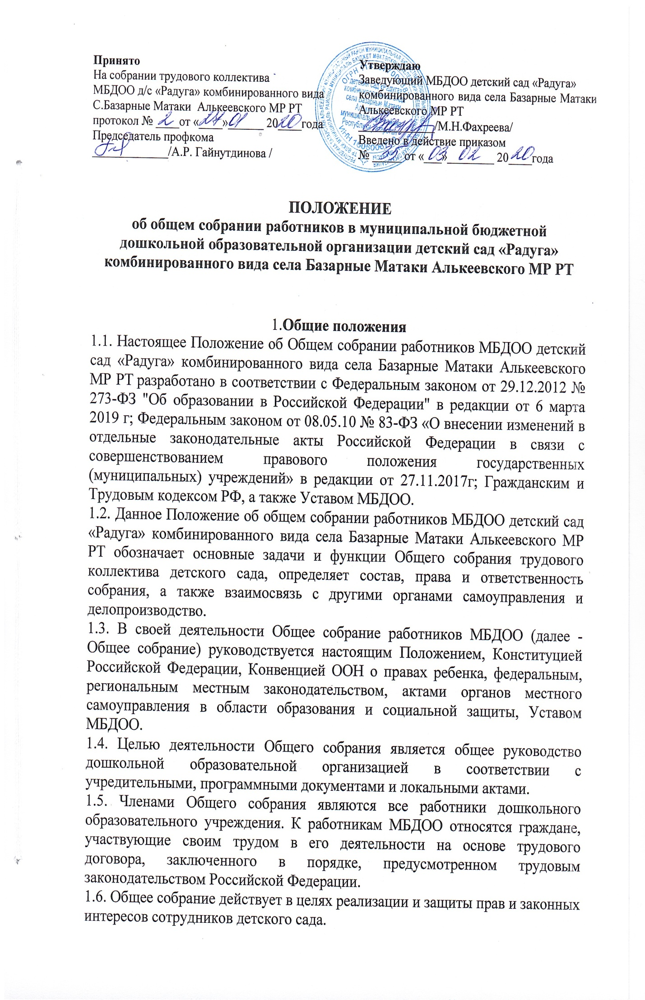 Принято
На собрании трудового коллектива
МБДОО д/с «Радуга» комбинированного вида
С.Базарные Матаки Алькеевского МР РТ
протокол № 2 от «27» 01 2020 года
Председатель профкома
/А.Р. Гайнутдинова /
Утверждаю
Заведующий МБДОО детский сад «Радуга»
комбинированного вида села Базарные Матаки
Алькеевского МР РТ
/М.Н.Фахреева/
Введено в действие приказом
№ 35 от «03» 02 2020 года
ПОЛОЖЕНИЕ
об общем собрании работников в муниципальной бюджетной
дошкольной образовательной организации детский сад «Радуга»
комбинированного вида села Базарные Матаки Алькеевского МР РТ
1.Общие положения
1.1. Настоящее Положение об Общем собрании работников МБДОО детский
сад «Радуга» комбинированного вида села Базарные Матаки Алькеевского
МР РТ разработано в соответствии с Федеральным законом от 29.12.2012 №
273-ФЗ "Об образовании в Российской Федерации" в редакции от 6 марта
2019 г; Федеральным законом от 08.05.10 № 83-ФЗ «О внесении изменений в
отдельные законодательные акты Российской Федерации в связи с
совершенствованием правового положения государственных
(муниципальных) учреждений» в редакции от 27.11.2017г; Гражданским и
Трудовым кодексом РФ, а также Уставом МБДОО.
1.2. Данное Положение об общем собрании работников МБДОО детский сад
«Радуга» комбинированного вида села Базарные Матаки Алькеевского МР
РТ обозначает основные задачи и функции Общего собрания трудового
коллектива детского сада, определяет состав, права и ответственность
собрания, а также взаимосвязь с другими органами самоуправления и
делопроизводство.
1.3. В своей деятельности Общее собрание работников МБДОО (далее -
Общее собрание) руководствуется настоящим Положением, Конституцией
Российской Федерации, Конвенцией ООН о правах ребенка, федеральным,
региональным местным законодательством, актами органов местного
самоуправления в области образования и социальной защиты, Уставом
МБДОО.
1.4. Целью деятельности Общего собрания является общее руководство
дошкольной образовательной организацией в соответствии с
учредительными, программными документами и локальными актами.
1.5. Членами Общего собрания являются все работники дошкольного
образовательного учреждения. К работникам МБДОО относятся граждане,
участвующие своим трудом в его деятельности на основе трудового
договора, заключенного в порядке, предусмотренном трудовым
законодательством Российской Федерации.
1.6. Общее собрание действует в целях реализации и защиты прав и законных
интересов сотрудников детского сада.